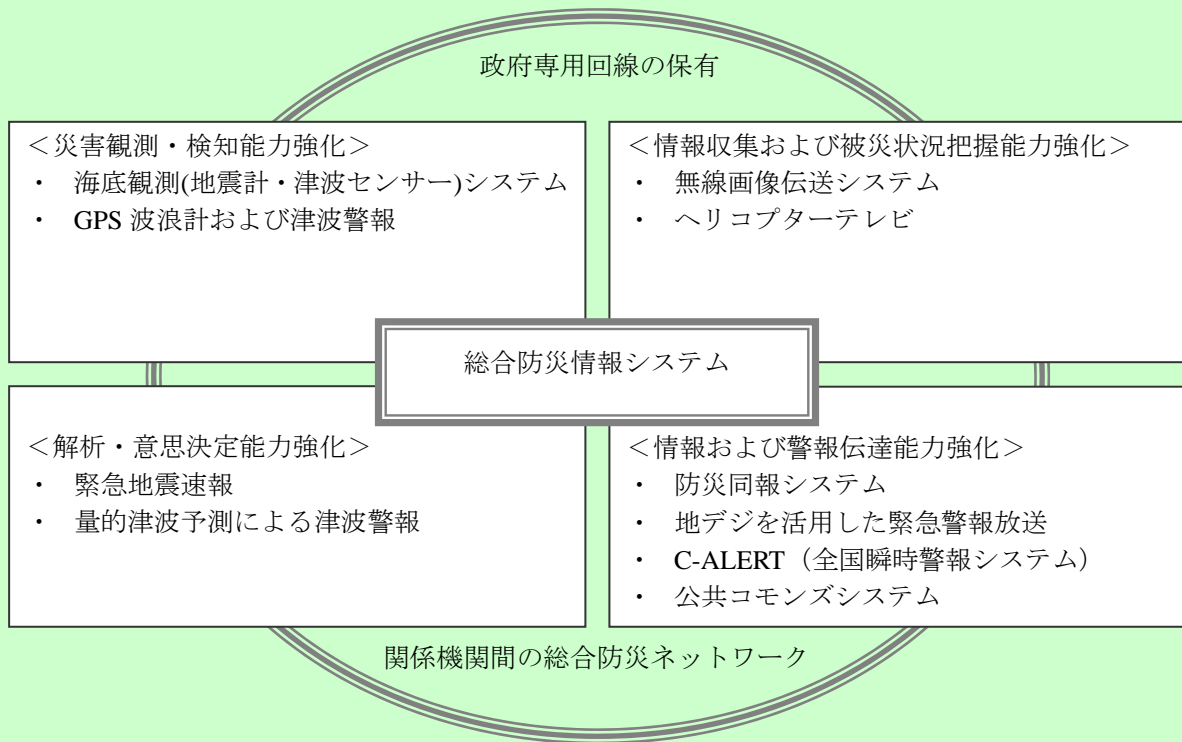 政府専用回線の保有
＜災害観測・検知能力強化＞
・ 海底観測(地震計・津波センサー)システム
・ GPS 波浪計および津波警報
＜情報収集および被災状況把握能力強化＞
・ 無線画像伝送システム
・ ヘリコプターテレビ
総合防災情報システム
＜解析・意思決定能力強化＞
・ 緊急地震速報
・ 量的津波予測による津波警報
＜情報および警報伝達能力強化＞
・ 防災同報システム
・ 地デジを活用した緊急警報放送
・ C-ALERT（全国瞬時警報システム）
・ 公共コモンズシステム
関係機関間の総合防災ネットワーク